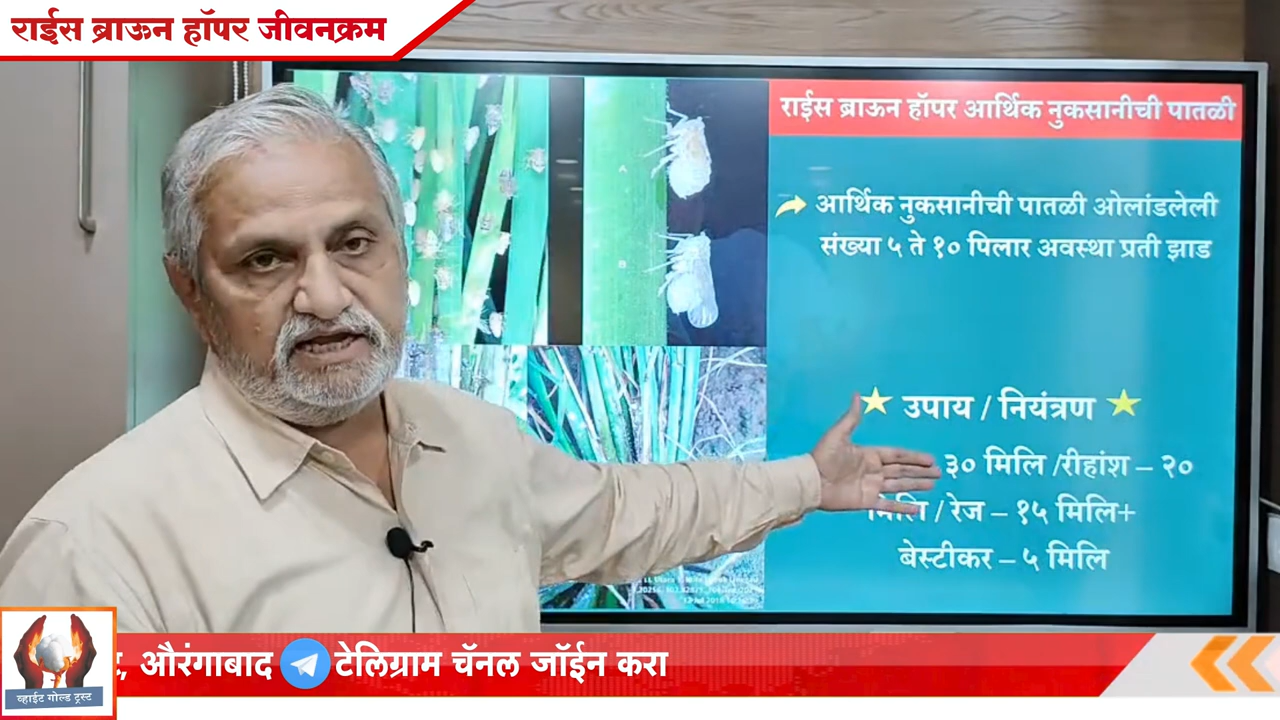 राईस ब्राऊन हॉपर जीवनक्रम
राईस ब्राऊन हॉपर आर्थिक नुकसानीची पातळी
आर्थिक नुकसानीची पातळी ओलांडलेली
संख्या ५ ते १० पिलार अवस्था प्रती झाड
उपाय / नियंत्रण
३० मिलि /रीहांश – २०
मिलि / रेज – १५ मिलि+
बेस्टीकर – ५ मिलि
, औरंगाबाद टेलिग्राम चॅनल जॉईन करा
व्हाईट गोल्ड ट्रस्ट